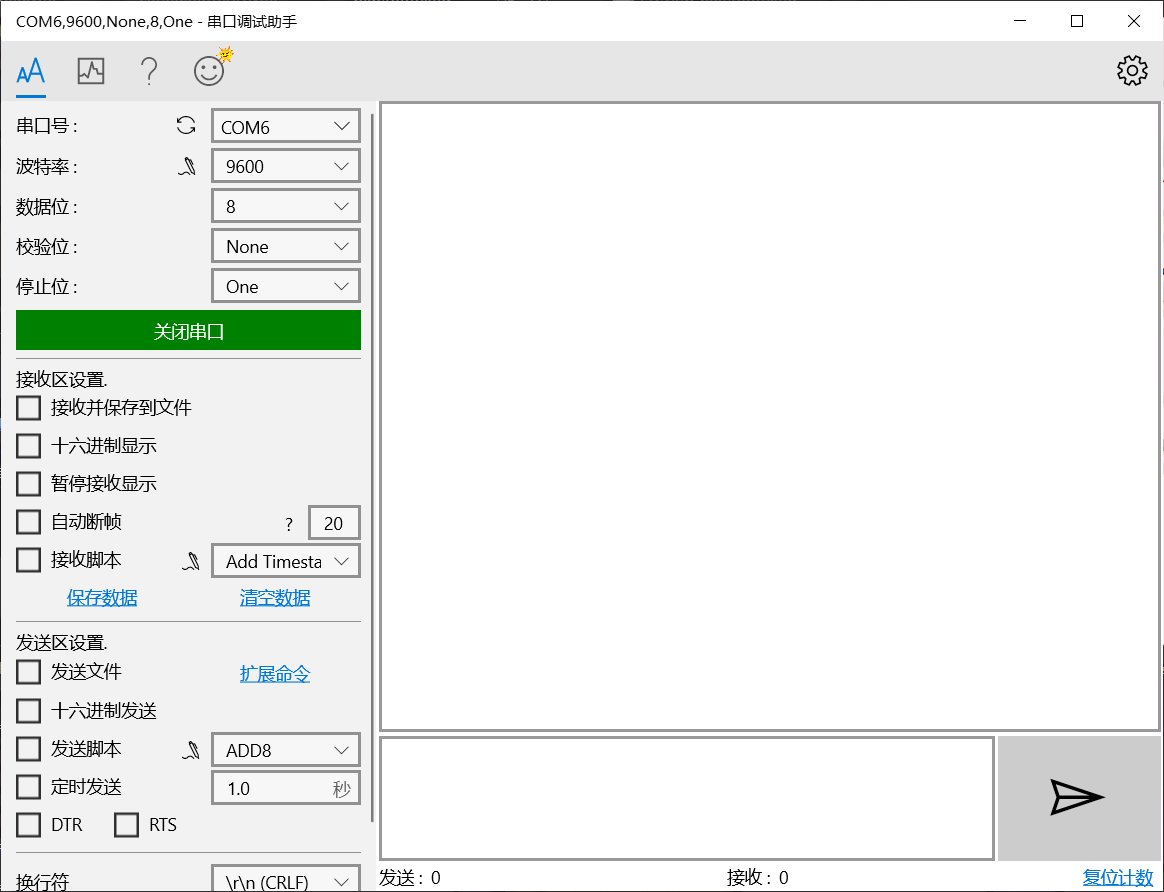 COM6,9600,None,8,One - 串口调试助手
串口号： COM6
波特率： 9600
数据位： 8
校验位： None
停止位： One
关闭串口
接收区设置.
接收并保存到文件
十六进制显示
暂停接收显示
自动断帧 ? 20
接收脚本 Add Timesta
保存数据 清空数据
发送区设置.
发送文件 扩展命令
十六进制发送
发送脚本 ADD8
定时发送 1.0 秒
DTR RTS
换行符 \r\n (CRLF)
发送：0 接收：0 复位计数